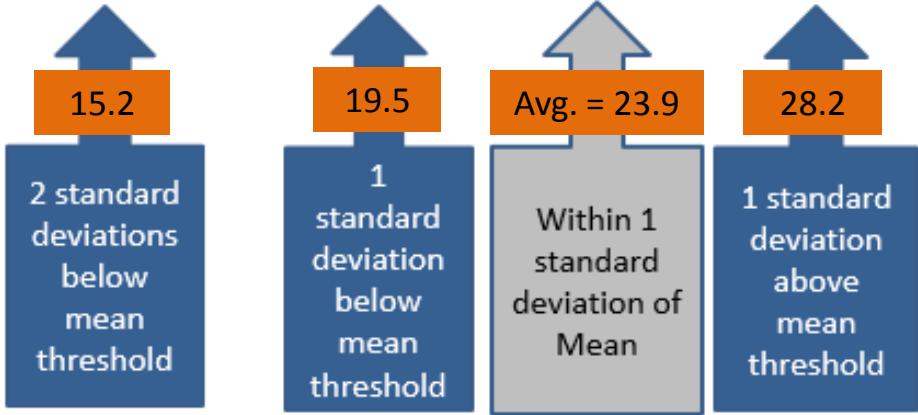 15.2
2 standard
deviations
below
mean
threshold
19.5
1
standard
deviation
below
mean
threshold
Avg. = 23.9
Within 1
standard
deviation of
Mean
28.2
1 standard
deviation
above
mean
threshold